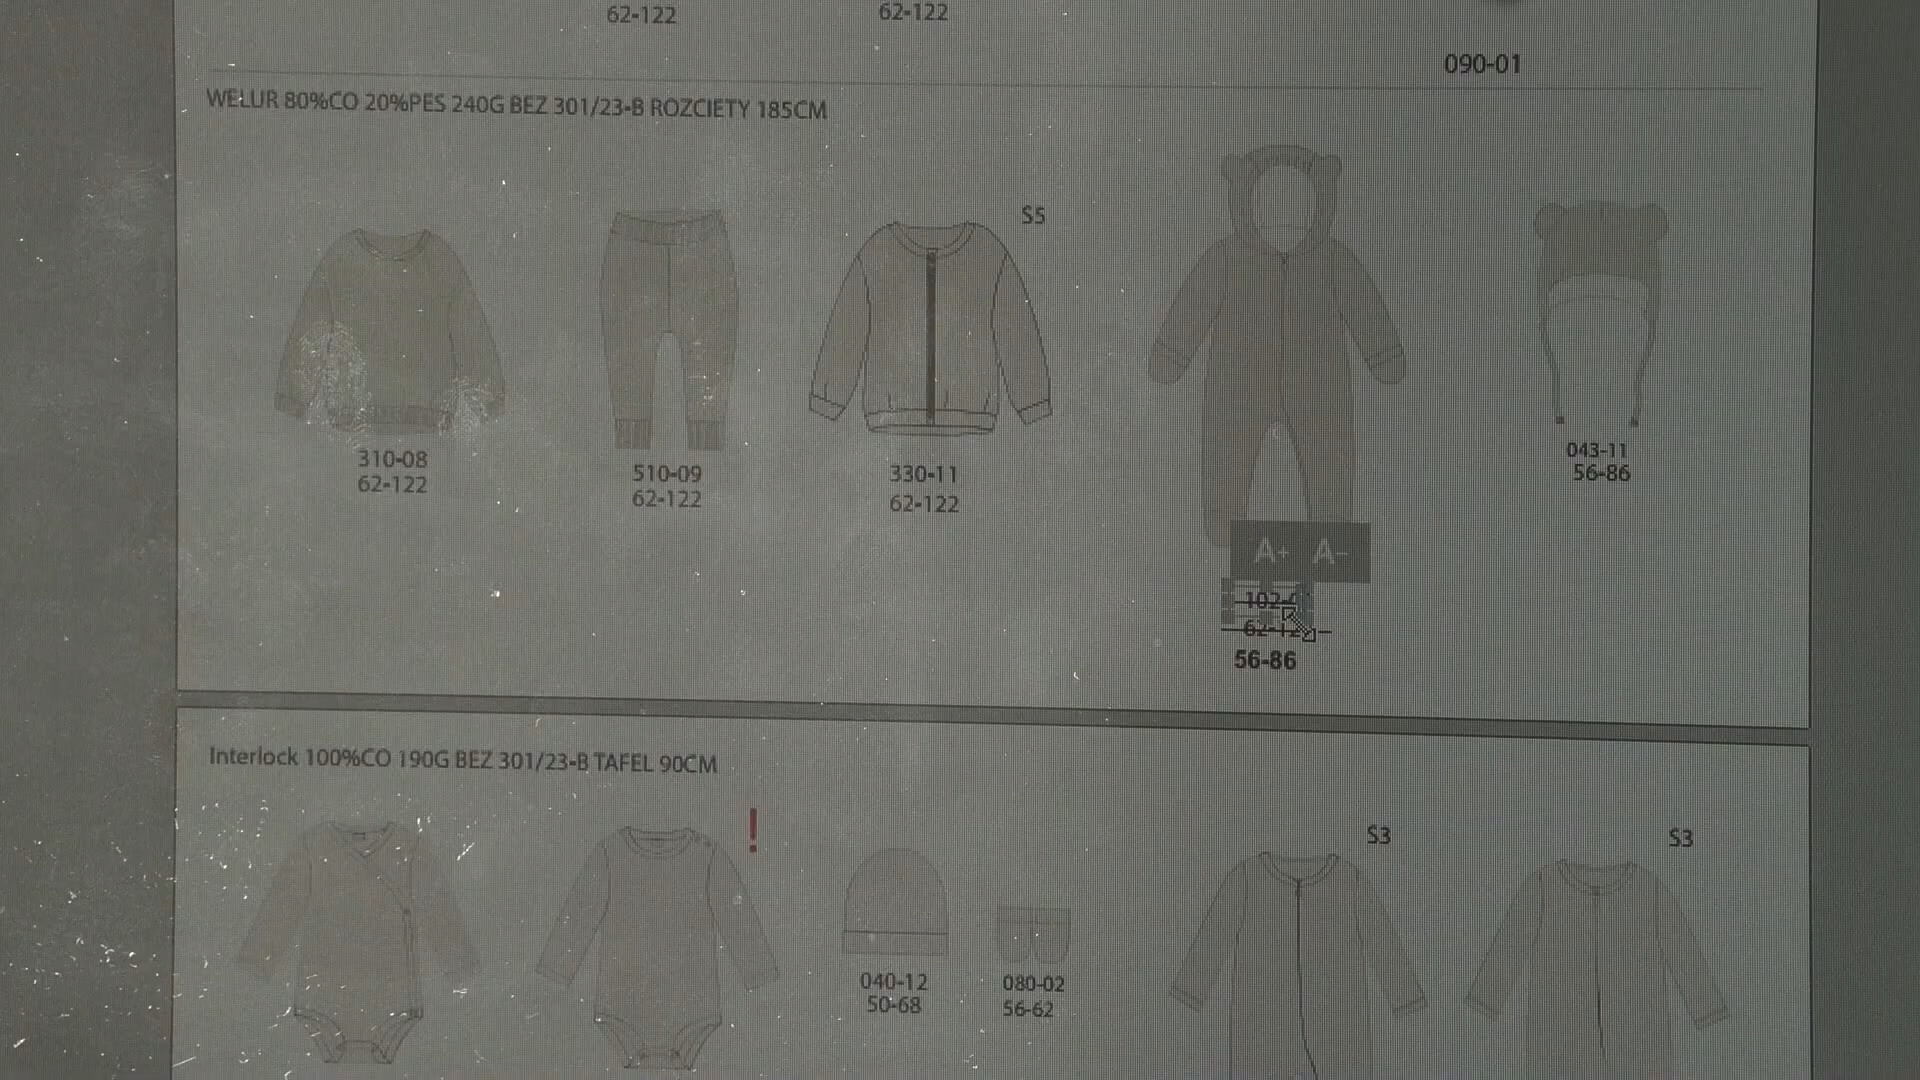 62-122
62-122
090-01
WELUR 80%CO 20%PES 240G BEZ 301/23-B ROZCIETY 185CM
S5
310-08
62-122
510-09
62-122
330-11
62-122
043-11
56-86
A+ A-
56-86
Interlock 100%CO 190G BEZ 301/23-B TAFEL 90CM
!
S3
S3
040-12
50-68
080-02
56-62